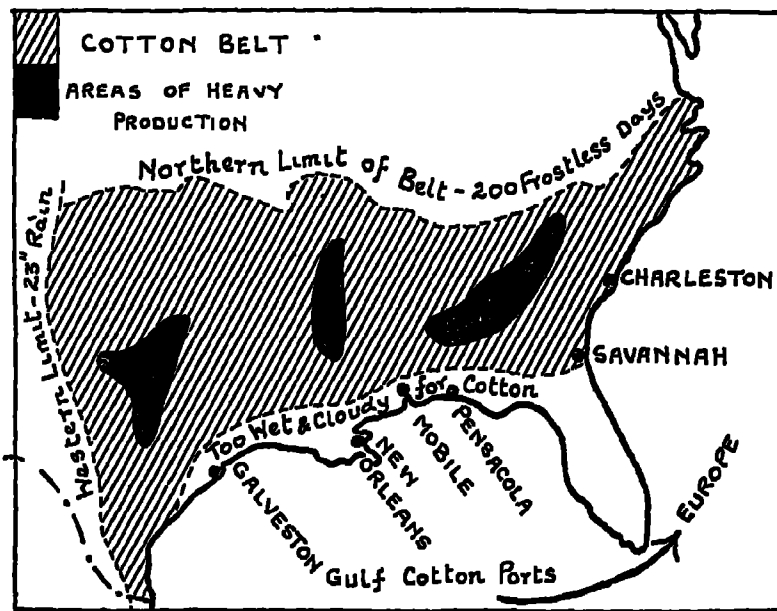 COTTON BELT
AREAS OF HEAVY
PRODUCTION
Northern Limit of Belt - 200 Frostless Days
Western Limit - 23" Rain
CHARLESTON
SAVANNAH
Too Wet & Cloudy for Cotton
GALVESTON
NEW
ORLEANS
MOBILE
PENSACOLA
EUROPE
Gulf Cotton Ports